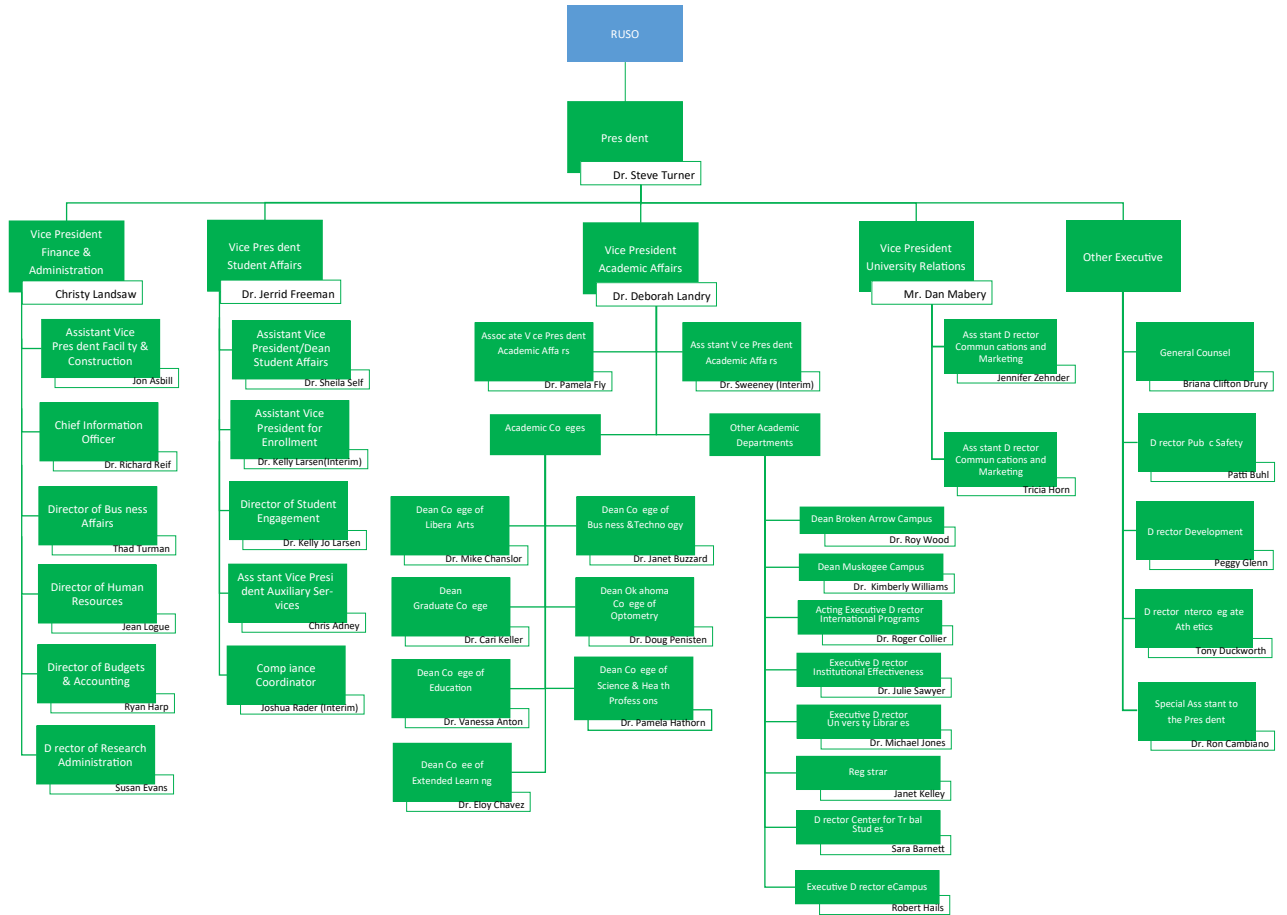 RUSO
Pres dent
Dr. Steve Turner
Vice President
Finance &
Administration
Christy Landsaw
Assistant Vice
Pres dent Facil ty &
Construction
Jon Asbill
Chief Information
Officer
Dr. Richard Reif
Director of Bus ness
Affairs
Thad Turman
Director of Human
Resources
Jean Logue
Director of Budgets
& Accounting
Ryan Harp
D rector of Research
Administration
Susan Evans
Vice Pres dent
Student Affairs
Dr. Jerrid Freeman
Assistant Vice
President/Dean
Student Affairs
Dr. Sheila Self
Assistant Vice
President for
Enrollment
Dr. Kelly Larsen(Interim)
Director of Student
Engagement
Dr. Kelly Jo Larsen
Ass stant Vice Presi
dent Auxiliary Ser-
vices
Chris Adney
Comp iance
Coordinator
Joshua Rader (Interim)
Vice President
Academic Affairs
Dr. Deborah Landry
Assoc ate V ce Pres dent
Academic Affa rs
Dr. Pamela Fly
Ass stant V ce Pres dent
Academic Affa rs
Dr. Sweeney (Interim)
Academic Co eges
Dean Co ege of
Libera Arts
Dr. Mike Chanslor
Dean Co ege of
Bus ness &Techno ogy
Dr. Janet Buzzard
Dean
Graduate Co ege
Dr. Cari Keller
Dean Ok ahoma
Co ege of
Optometry
Dr. Doug Penisten
Dean Co ege of
Education
Dr. Vanessa Anton
Dean Co ege of
Science & Hea th
Profess ons
Dr. Pamela Hathorn
Dean Co ee of
Extended Learn ng
Dr. Eloy Chavez
Other Academic
Departments
Dean Broken Arrow Campus
Dr. Roy Wood
Dean Muskogee Campus
Dr. Kimberly Williams
Acting Executive D rector
International Programs
Dr. Roger Collier
Executive D rector
Institutional Effectiveness
Dr. Julie Sawyer
Executive D rector
Un vers ty Librar es
Dr. Michael Jones
Reg strar
Janet Kelley
D rector Center for Tr bal
Stud es
Sara Barnett
Executive D rector eCampus
Robert Hails
Vice President
University Relations
Mr. Dan Mabery
Ass stant D rector
Commun cations and
Marketing
Jennifer Zehnder
Ass stant D rector
Commun cations and
Marketing
Tricia Horn
Other Executive
General Counsel
Briana Clifton Drury
D rector Pub c Safety
Patti Buhl
D rector Development
Peggy Glenn
D rector nterco eg ate
Ath etics
Tony Duckworth
Special Ass stant to
the Pres dent
Dr. Ron Cambiano